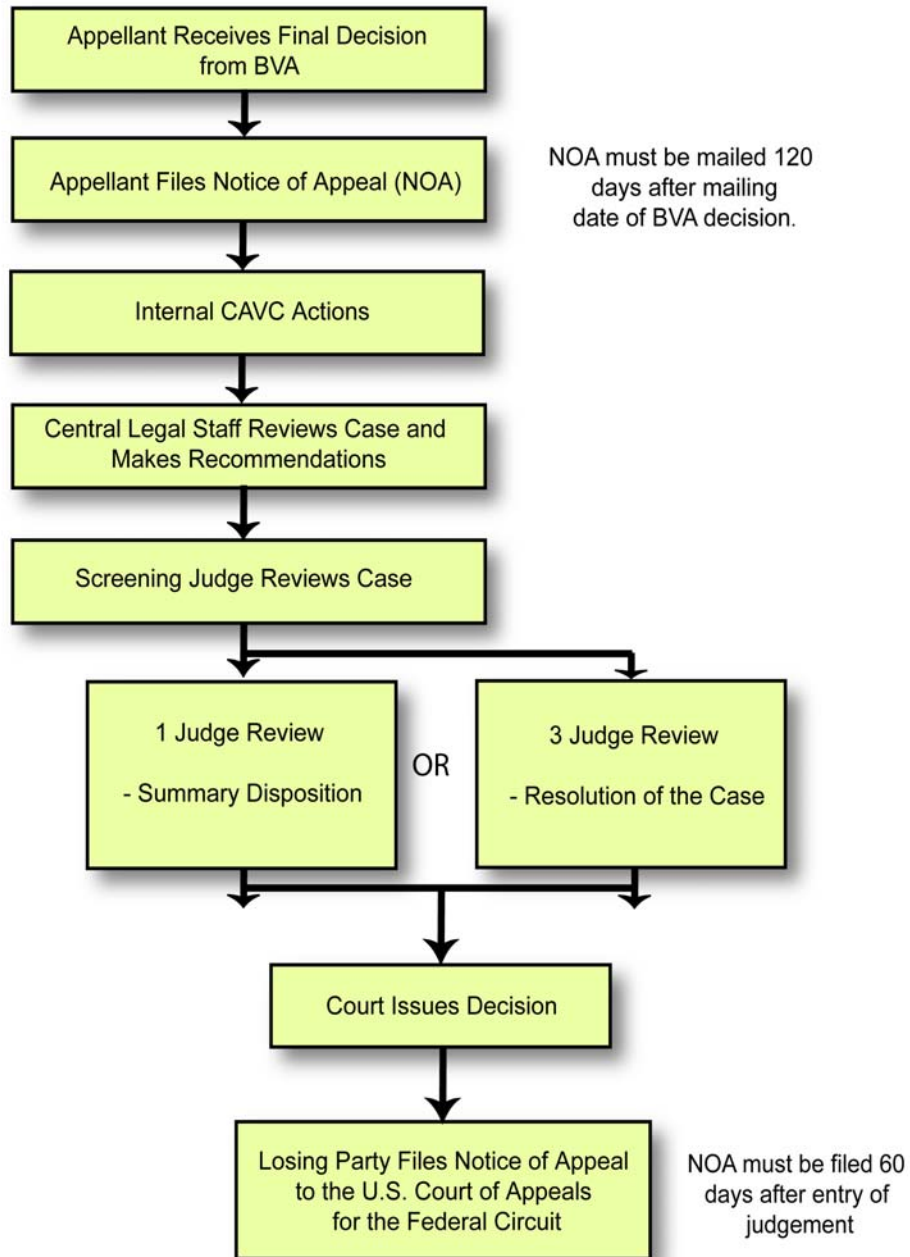 Appellant Receives Final Decision
from BVA
Appellant Files Notice of Appeal (NOA)
NOA must be mailed 120
days after mailing
date of BVA decision.
Internal CAVC Actions
Central Legal Staff Reviews Case and
Makes Recommendations
Screening Judge Reviews Case
1 Judge Review
- Summary Disposition
OR
3 Judge Review
- Resolution of the Case
Court Issues Decision
Losing Party Files Notice of Appeal
to the U.S. Court of Appeals
for the Federal Circuit
NOA must be filed 60
days after entry of
judgement